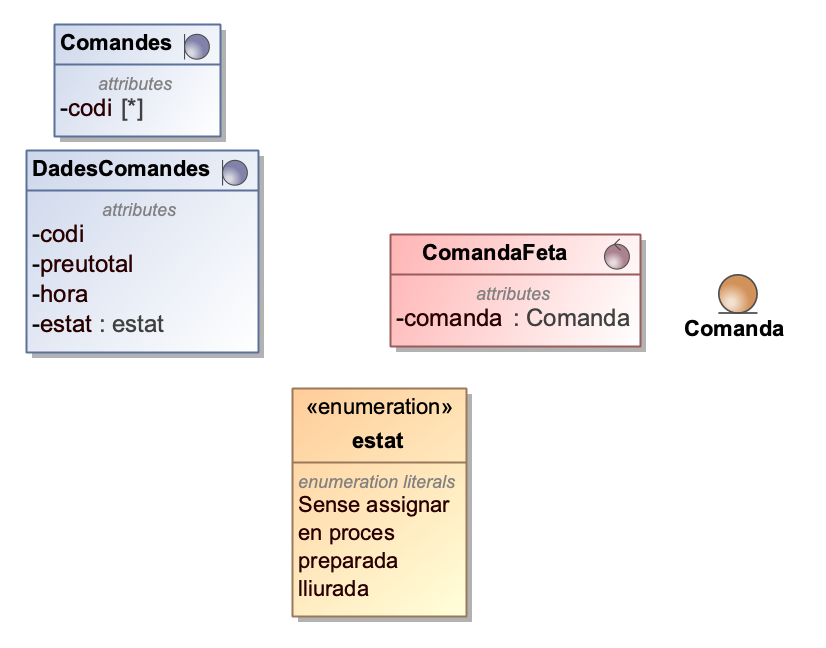 Comandes
attributes
-codi [*]
DadesComandes
attributes
-codi
-preutotal
-hora
-estat : estat
ComandaFeta
attributes
-comanda : Comanda
Comanda
«enumeration»
estat
enumeration literals
Sense assignar
en proces
preparada
lliurada